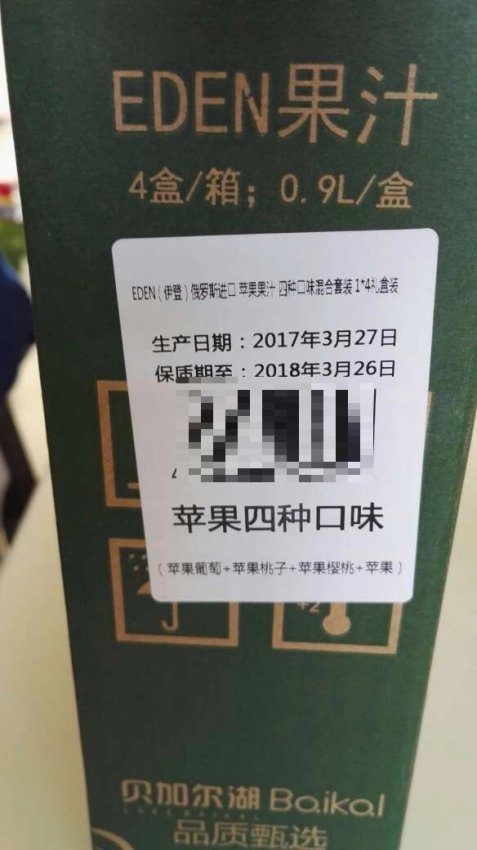 EDEN果汁
4盒/箱；0.9L/盒
EDEN（伊登）俄罗斯进口 苹果果汁 四种口味混合套装 1*4礼盒装
生产日期：2017年3月27日
保质期至：2018年3月26日
苹果四种口味
（苹果葡萄+苹果桃子+苹果樱桃+苹果）
+2
贝加尔湖 Baikal
LAKE BAIKAL
品质甄选